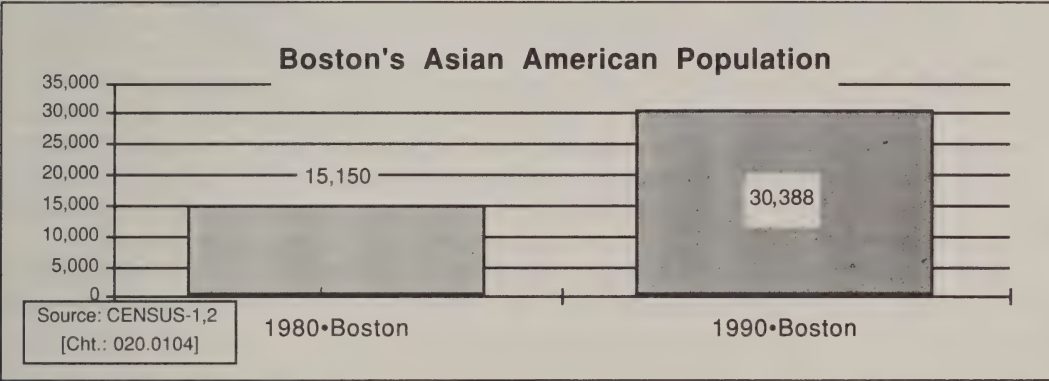 Boston's Asian American Population
35,000
30,000
25,000
20,000
15,000
10,000
5,000
0
15,150
30,388
1980•Boston
1990•Boston
Source: CENSUS-1,2
[Cht.: 020.0104]